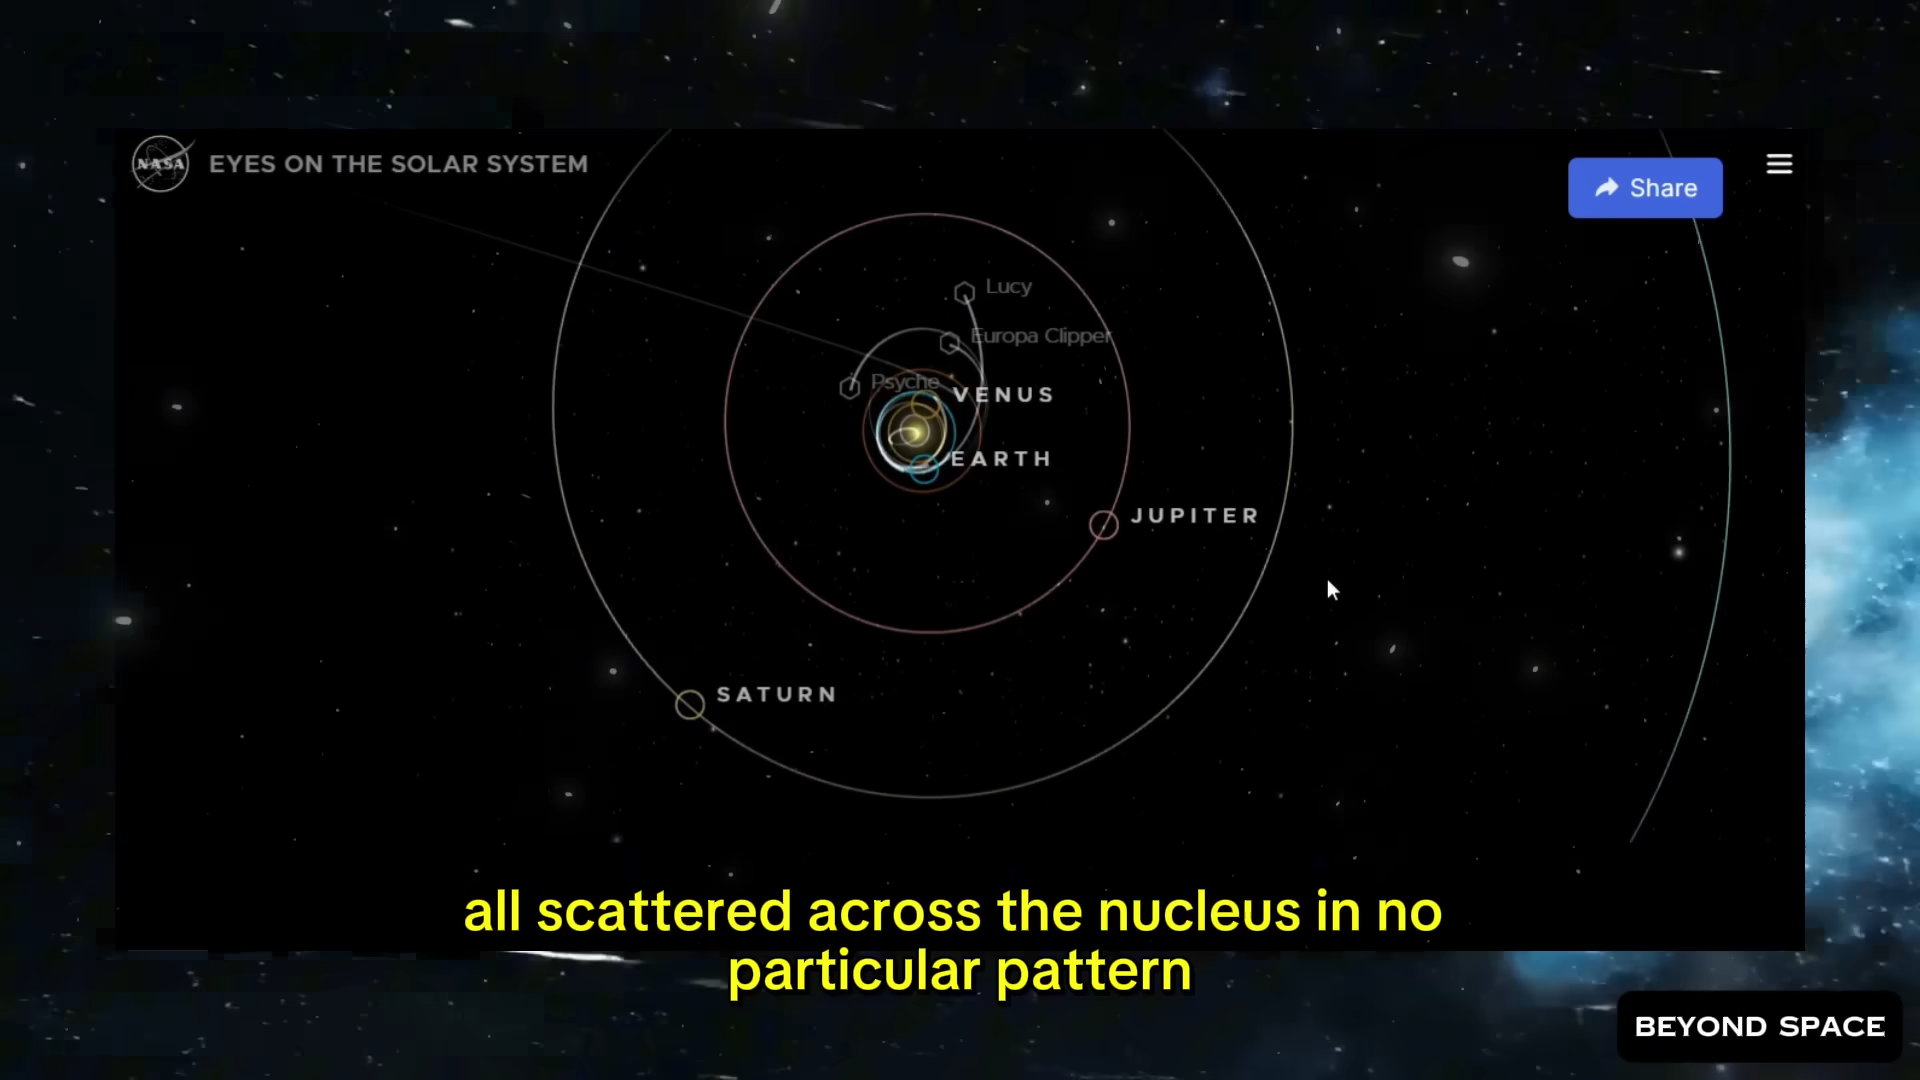 NASA
EYES ON THE SOLAR SYSTEM
Share
Lucy
Europa Clipper
Psyche
VENUS
EARTH
JUPITER
SATURN
all scattered across the nucleus in no
particular pattern
BEYOND SPACE